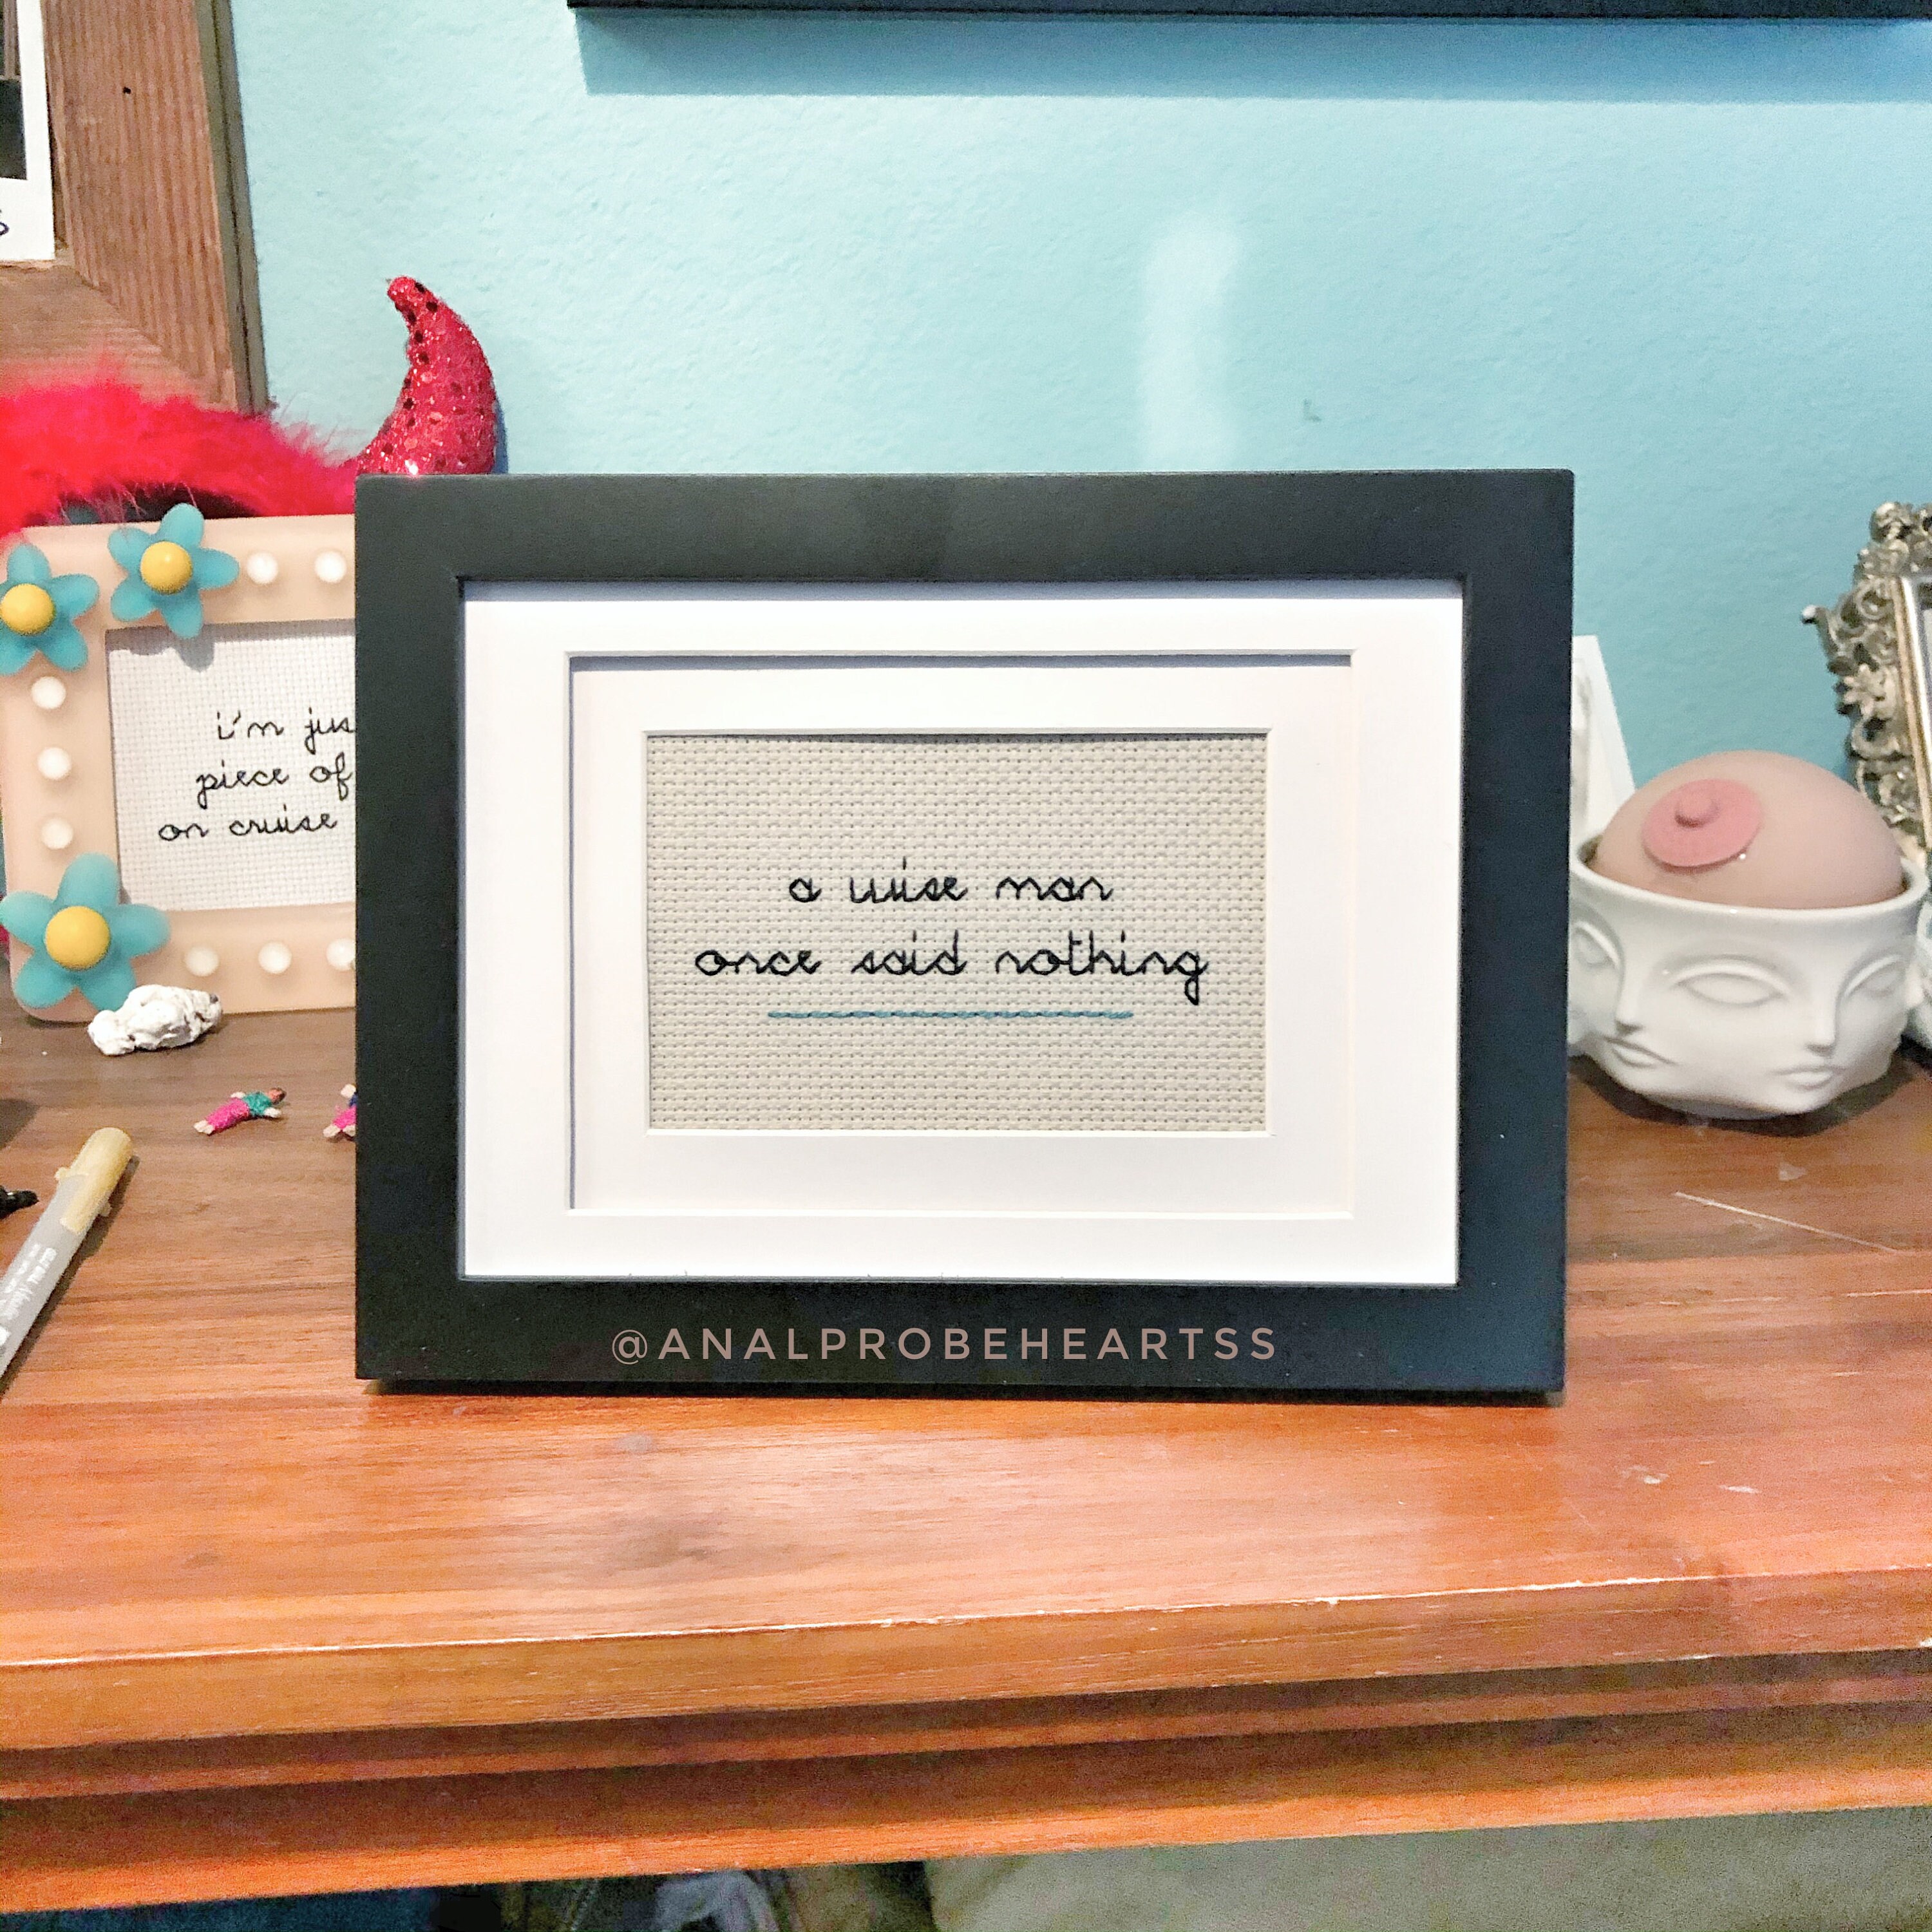 i'm jus
piece of
on cruise
a wise man
once said nothing
@ANALPROBEHEARTSS